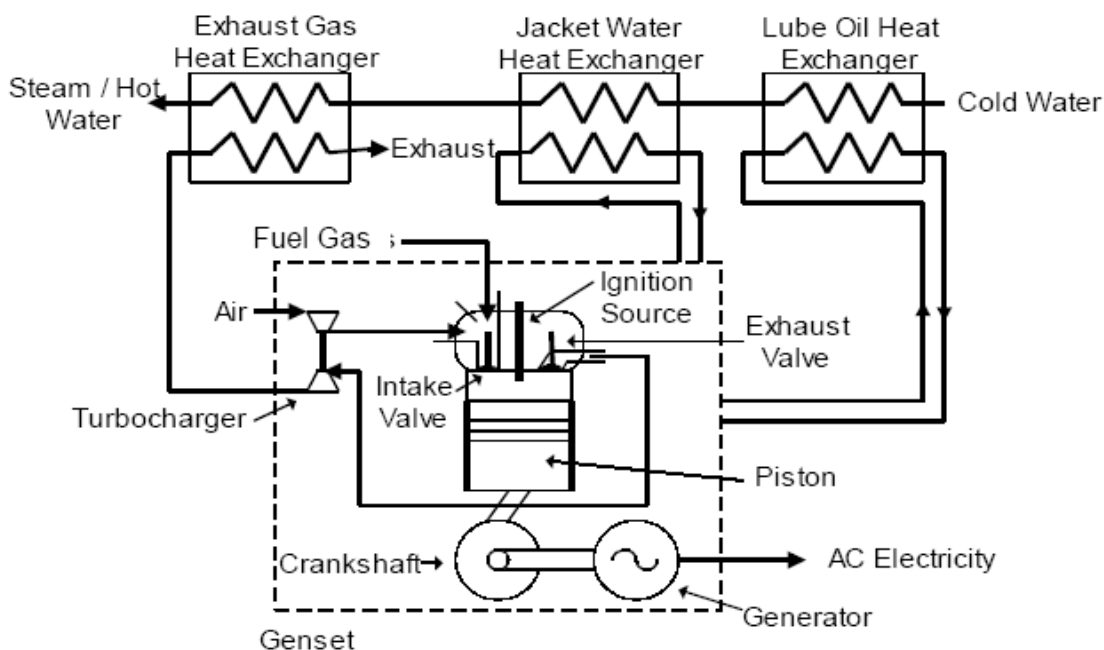 Exhaust Gas
Heat Exchanger
Jacket Water
Heat Exchanger
Lube Oil Heat
Exchanger
Steam / Hot
Water
Cold Water
Exhaust
Fuel Gas s
Ignition
Source
Air
Exhaust
Valve
Intake
Valve
Turbocharger
Piston
Crankshaft
AC Electricity
Generator
Genset